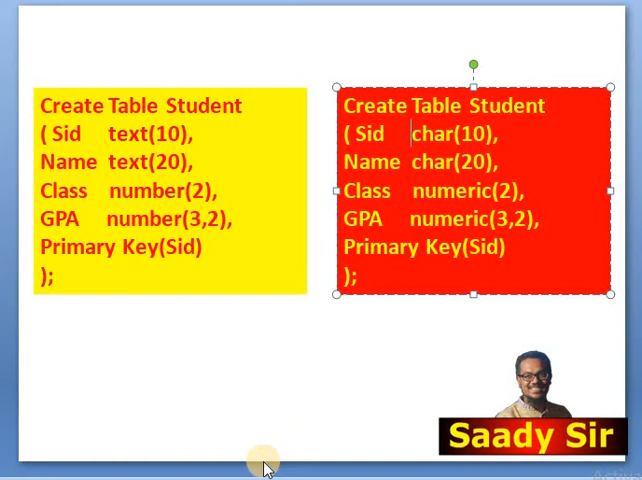 Create Table Student
( Sid text(10),
Name text(20),
Class number(2),
GPA number(3,2),
Primary Key(Sid)
);
Create Table Student
( Sid char(10),
Name char(20),
Class numeric(2),
GPA numeric(3,2),
Primary Key(Sid)
);
Saady Sir